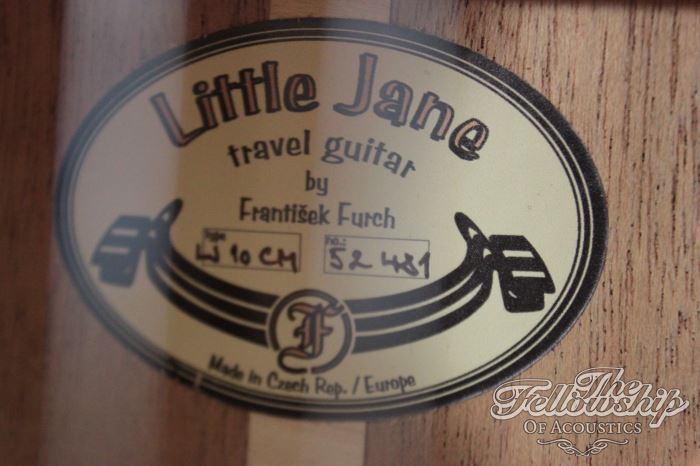 Little Jane
travel guitar
by
František Furch
type
LJ 10 CM
no.:
52 481
F
Made in Czech Rep. / Europe
The
Fellowship
OF ACOUSTICS